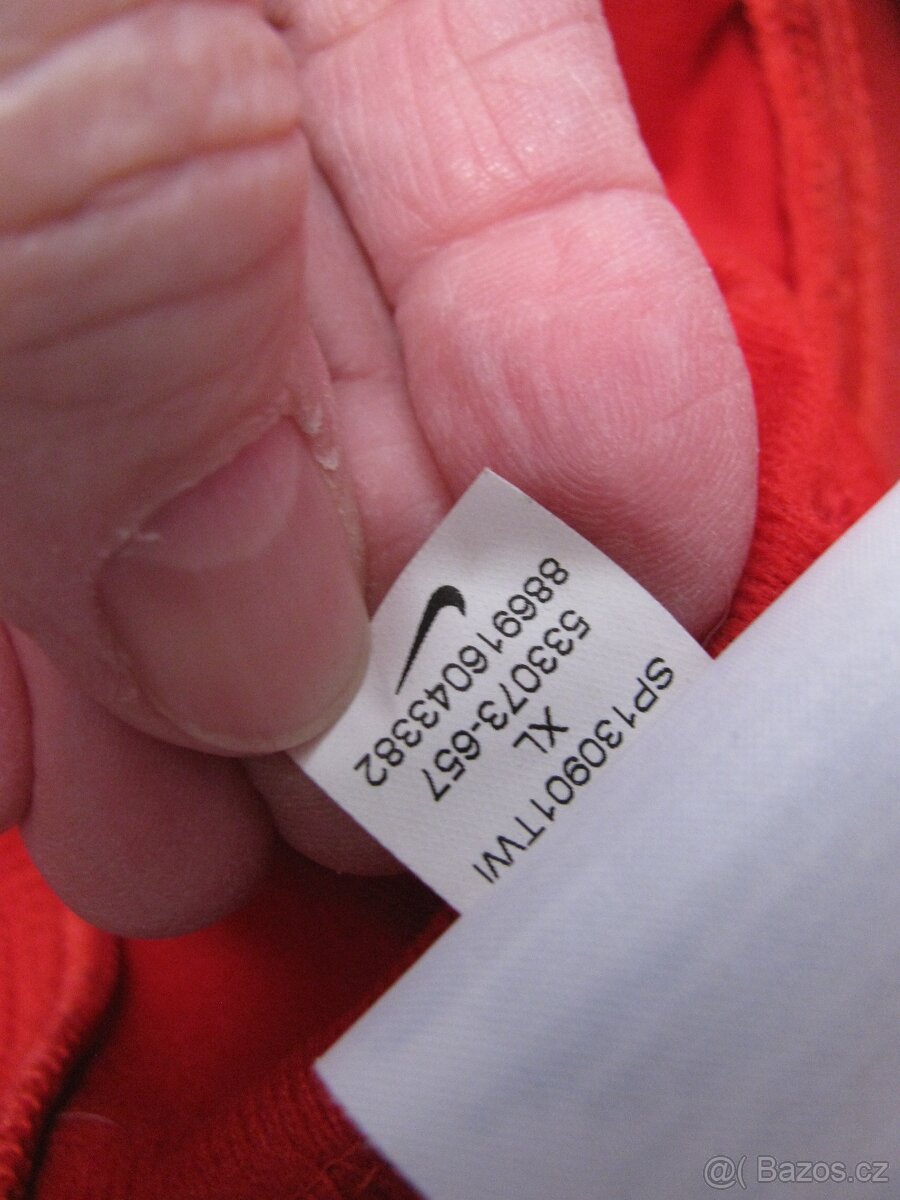 SP130901TWI
XL
533073-657
886916043382
@( Bazos.cz